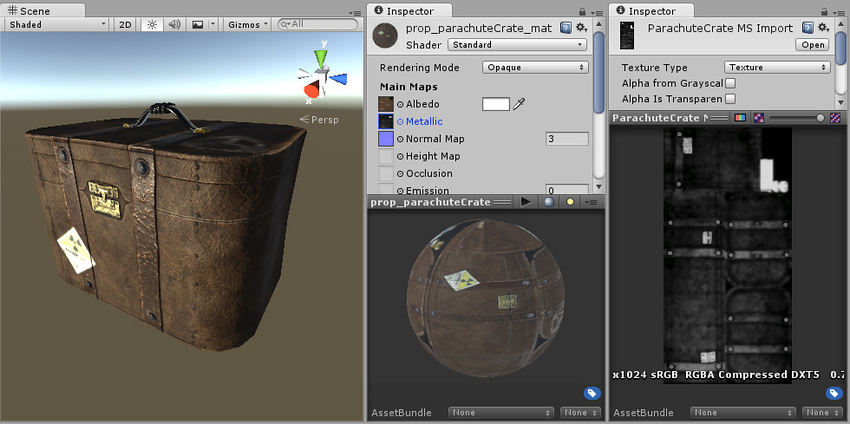 Scene
Shaded
2D
Gizmos
All
y
x
Persp
Inspector
prop_parachuteCrate_mat
Shader
Standard
Rendering Mode
Opaque
Main Maps
Albedo
Metallic
Normal Map
3
Height Map
Occlusion
Emission
0
prop_parachuteCrate
AssetBundle
None
None
Inspector
ParachuteCrate MS Import
Open
Texture Type
Texture
Alpha from Grayscal
Alpha Is Transparen
ParachuteCrate M
x1024 sRGB RGBA Compressed DXT5 0.7
AssetBundle
None
None